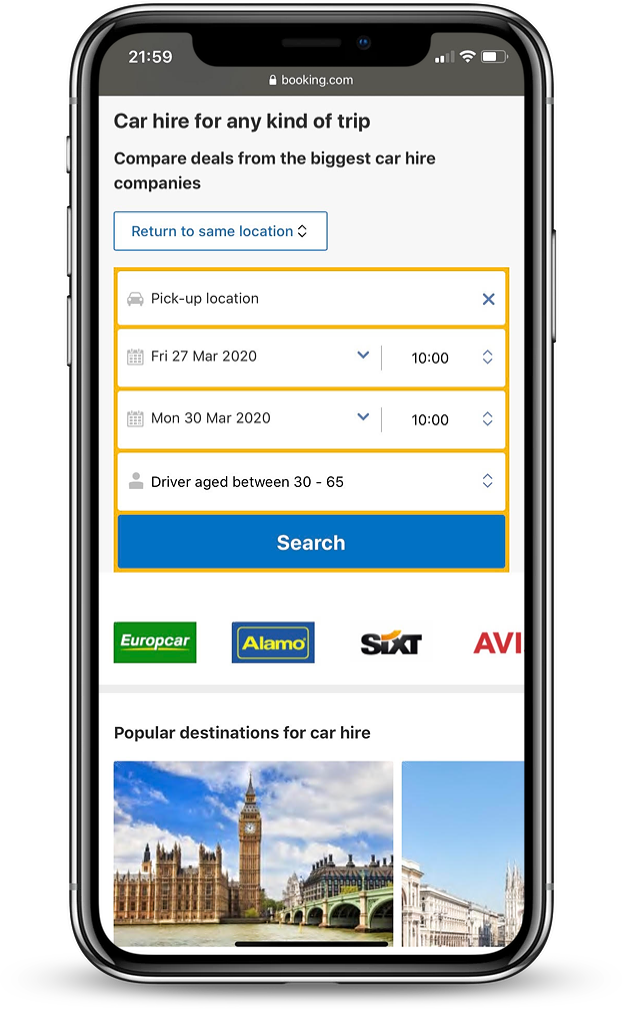 21:59
booking.com
Car hire for any kind of trip
Compare deals from the biggest car hire
companies
Return to same location
Pick-up location
Fri 27 Mar 2020 10:00
Mon 30 Mar 2020 10:00
Driver aged between 30 - 65
Search
Europcar Alamo SIXT AVI
Popular destinations for car hire